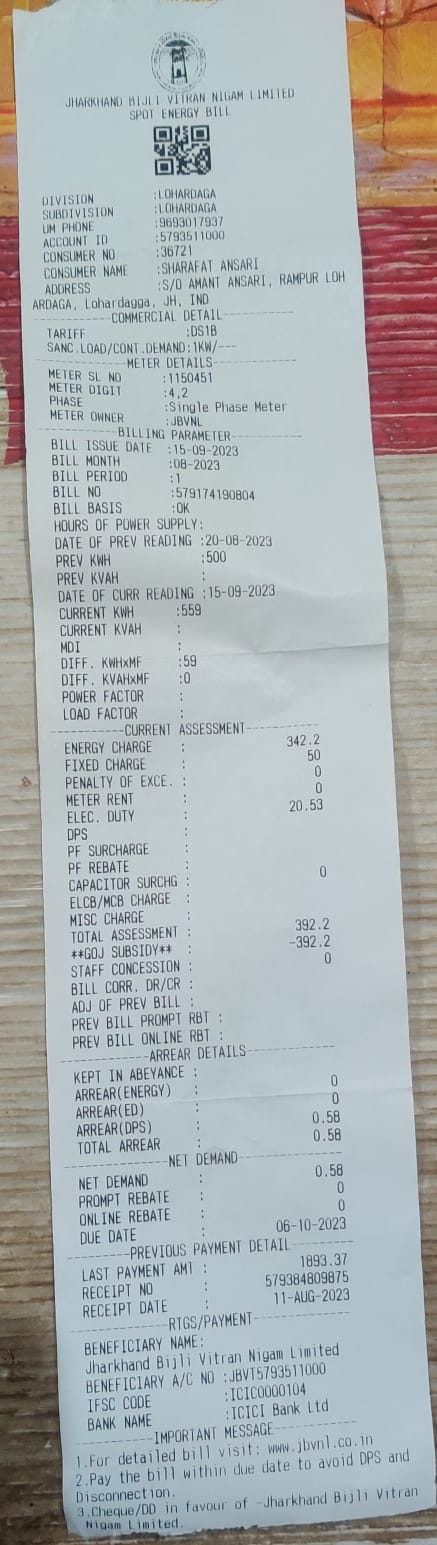 JHARKHAND BIJLI VITRAN NIGAM LIMITED
SPOT ENERGY BILL
DIVISION :LOHARDAGA
SUBDIVISION :LOHARDAGA
UM PHONE :9693017937
ACCOUNT ID :5793511000
CONSUMER NO :36721
CONSUMER NAME :SHARAFAT ANSARI
ADDRESS :S/O AMANT ANSARI, RAMPUR LOH
ARDAGA, Lohardagga, JH, IND
------------COMMERCIAL DETAIL------------
TARIFF :DS1B
SANC.LOAD/CONT.DEMAND:1KW/---
------------METER DETAILS------------
METER SL NO :1150451
METER DIGIT :4,2
PHASE :Single Phase Meter
METER OWNER :JBVNL
------------BILLING PARAMETER------------
BILL ISSUE DATE :15-09-2023
BILL MONTH :08-2023
BILL PERIOD :1
BILL NO :579174190804
BILL BASIS :OK
HOURS OF POWER SUPPLY:
DATE OF PREV READING :20-08-2023
PREV KWH :500
PREV KVAH :
DATE OF CURR READING :15-09-2023
CURRENT KWH :559
CURRENT KVAH :
MDI :
DIFF. KWHxMF :59
DIFF. KVAHxMF :0
POWER FACTOR :
LOAD FACTOR :
------------CURRENT ASSESSMENT------------
ENERGY CHARGE : 342.2
FIXED CHARGE : 50
PENALTY OF EXCE. : 0
METER RENT : 0
ELEC. DUTY : 20.53
DPS :
PF SURCHARGE :
PF REBATE :
CAPACITOR SURCHG : 0
ELCB/MCB CHARGE :
MISC CHARGE :
TOTAL ASSESSMENT : 392.2
**GOJ SUBSIDY** : -392.2
STAFF CONCESSION : 0
BILL CORR. DR/CR :
ADJ OF PREV BILL :
PREV BILL PROMPT RBT :
PREV BILL ONLINE RBT :
------------ARREAR DETAILS------------
KEPT IN ABEYANCE :
ARREAR(ENERGY) : 0
ARREAR(ED) : 0
ARREAR(DPS) : 0.58
TOTAL ARREAR : 0.58
------------NET DEMAND------------
NET DEMAND : 0.58
PROMPT REBATE : 0
ONLINE REBATE : 0
DUE DATE : 06-10-2023
------------PREVIOUS PAYMENT DETAIL------------
LAST PAYMENT AMT : 1893.37
RECEIPT NO : 579384809875
RECEIPT DATE : 11-AUG-2023
------------RTGS/PAYMENT------------
BENEFICIARY NAME:
Jharkhand Bijli Vitran Nigam Limited
BENEFICIARY A/C NO :JBVT5793511000
IFSC CODE :ICIC0000104
BANK NAME :ICICI Bank Ltd
------------IMPORTANT MESSAGE------------
1.For detailed bill visit: www.jbvnl.co.in
2.Pay the bill within due date to avoid DPS and
Disconnection.
3.Cheque/DD in favour of -Jharkhand Bijli Vitran
Nigam Limited.